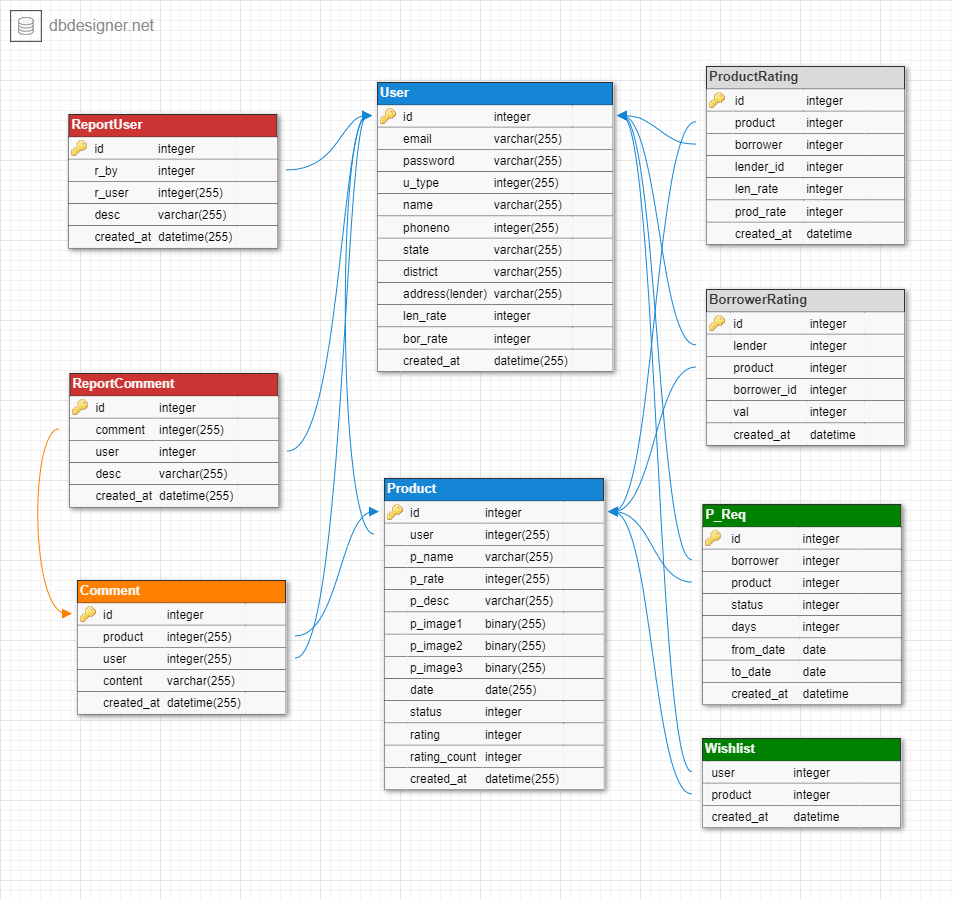 dbdesigner.net
ReportUser
id integer
r_by integer
r_user integer(255)
desc varchar(255)
created_at datetime(255)
ReportComment
id integer
comment integer(255)
user integer
desc varchar(255)
created_at datetime(255)
Comment
id integer
product integer(255)
user integer(255)
content varchar(255)
created_at datetime(255)
User
id integer
email varchar(255)
password varchar(255)
u_type integer(255)
name varchar(255)
phoneno integer(255)
state varchar(255)
district varchar(255)
address(lender) varchar(255)
len_rate integer
bor_rate integer
created_at datetime(255)
Product
id integer
user integer(255)
p_name varchar(255)
p_rate integer(255)
p_desc varchar(255)
p_image1 binary(255)
p_image2 binary(255)
p_image3 binary(255)
date date(255)
status integer
rating integer
rating_count integer
created_at datetime(255)
ProductRating
id integer
product integer
borrower integer
lender_id integer
len_rate integer
prod_rate integer
created_at datetime
BorrowerRating
id integer
lender integer
product integer
borrower_id integer
val integer
created_at datetime
P_Req
id integer
borrower integer
product integer
status integer
days integer
from_date date
to_date date
created_at datetime
Wishlist
user integer
product integer
created_at datetime